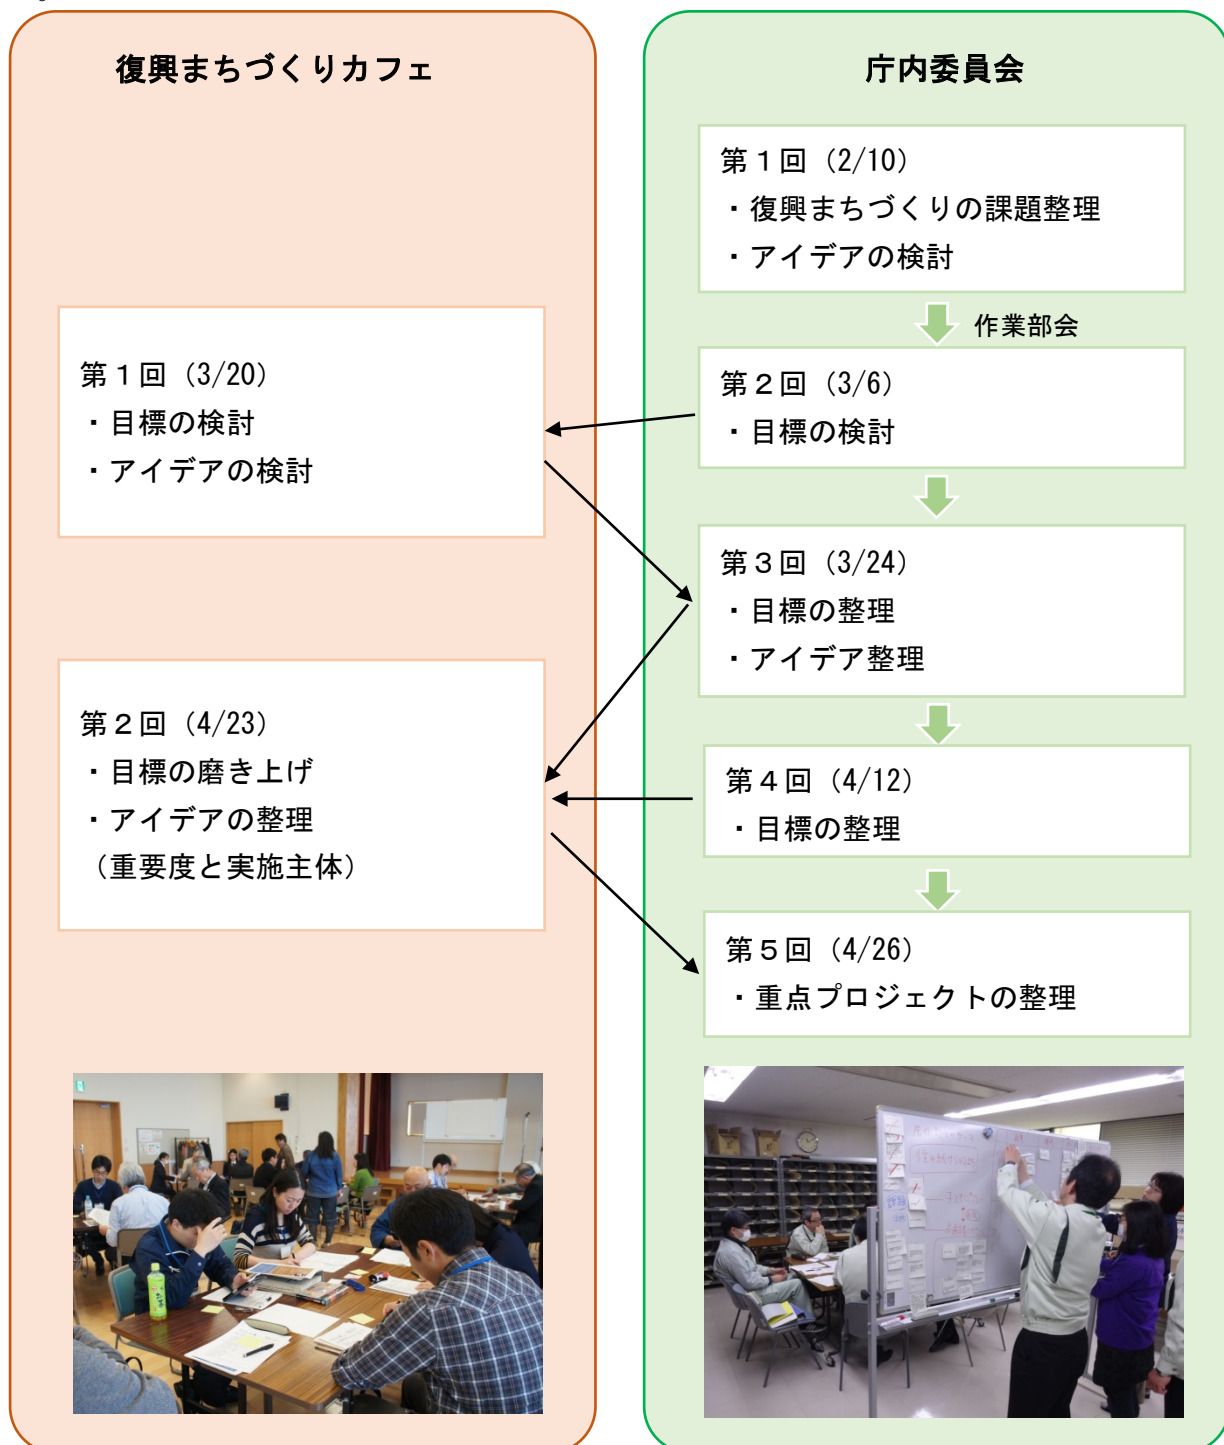 復興まちづくりカフェ
第1回（3/20）
・目標の検討
・アイデアの検討
第2回（4/23）
・目標の磨き上げ
・アイデアの整理
（重要度と実施主体）
庁内委員会
第1回（2/10）
・復興まちづくりの課題整理
・アイデアの検討
作業部会
第2回（3/6）
・目標の検討
第3回（3/24）
・目標の整理
・アイデア整理
第4回（4/12）
・目標の整理
第5回（4/26）
・重点プロジェクトの整理